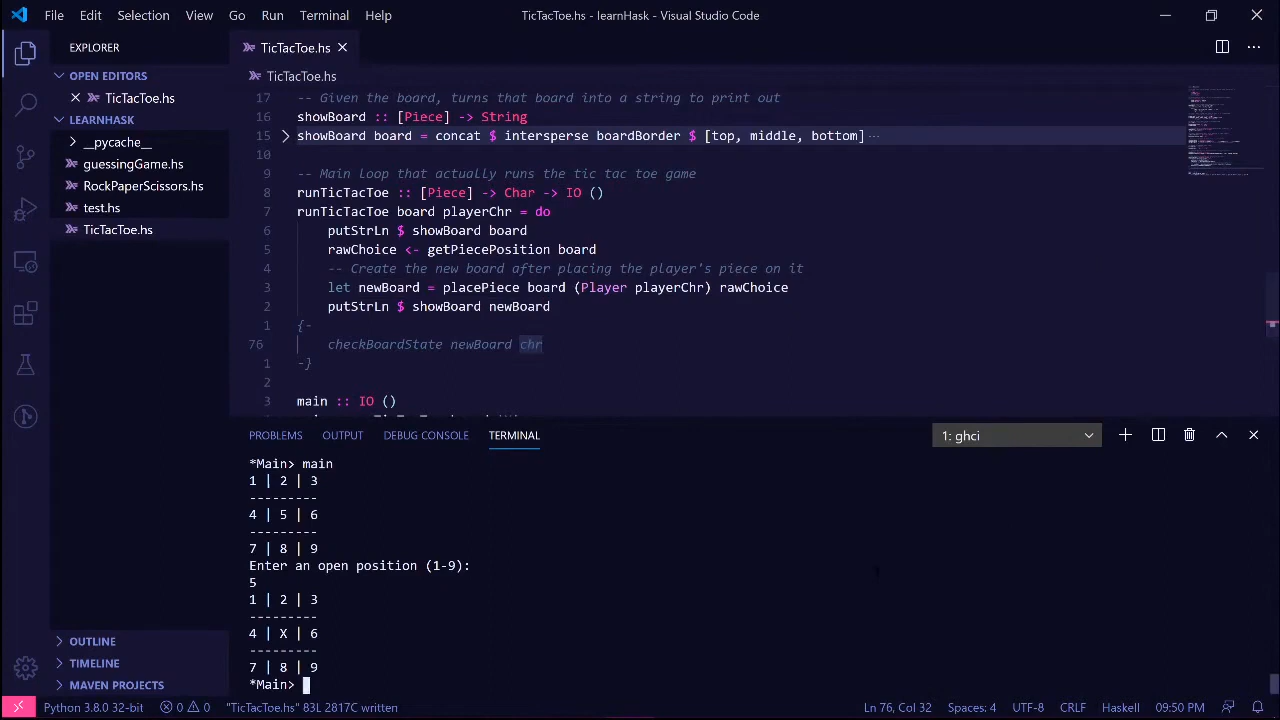 File Edit Selection View Go Run Terminal Help TicTacToe.hs - learnHask - Visual Studio Code
EXPLORER
OPEN EDITORS
TicTacToe.hs
LEARNHASK
__pycache__
guessingGame.hs
RockPaperScissors.hs
test.hs
TicTacToe.hs
OUTLINE
TIMELINE
MAVEN PROJECTS
TicTacToe.hs
TicTacToe.hs
17 -- Given the board, turns that board into a string to print out
16 showBoard :: [Piece] -> String
15 showBoard board = concat $ intersperse boardBorder $ [top, middle, bottom] ...
10
9 -- Main Loop that actually runs the tic tac toe game
8 runTicTacToe :: [Piece] -> Char -> IO ()
7 runTicTacToe board playerChr = do
6 putStrLn $ showBoard board
5 rawChoice <- getPiecePosition board
4 -- Create the new board after placing the player's piece on it
3 let newBoard = placePiece board (Player playerChr) rawChoice
2 putStrLn $ showBoard newBoard
1 {-
76 checkBoardState newBoard chr
1 -}
2
3 main :: IO ()
PROBLEMS OUTPUT DEBUG CONSOLE TERMINAL 1: ghci
*Main> main
1 | 2 | 3
---------
4 | 5 | 6
---------
7 | 8 | 9
Enter an open position (1-9):
5
1 | 2 | 3
---------
4 | X | 6
---------
7 | 8 | 9
*Main>
Python 3.8.0 32-bit 0 0 "TicTacToe.hs" 83L 2817C written Ln 76, Col 32 Spaces: 4 UTF-8 CRLF Haskell 09:50 PM